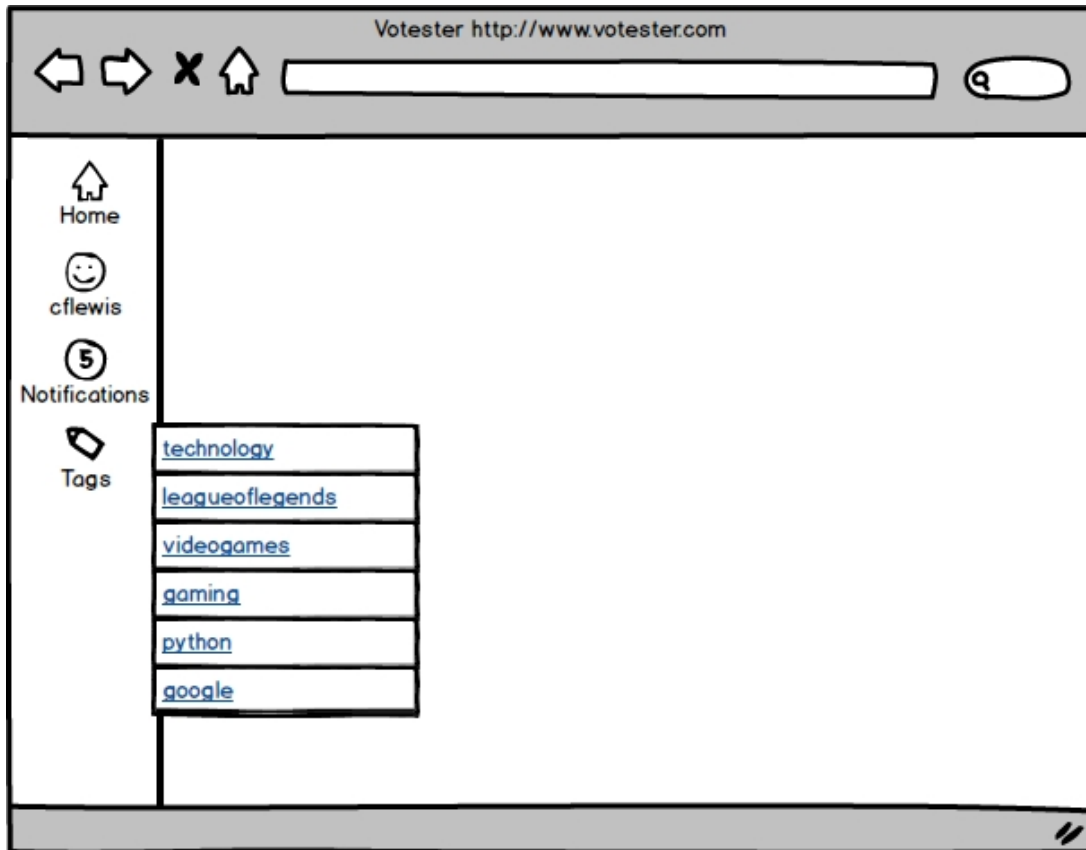 Votester http://www.votester.com
Home
cflewis
5
Notifications
Tags
technology
leagueoflegends
videogames
gaming
python
google